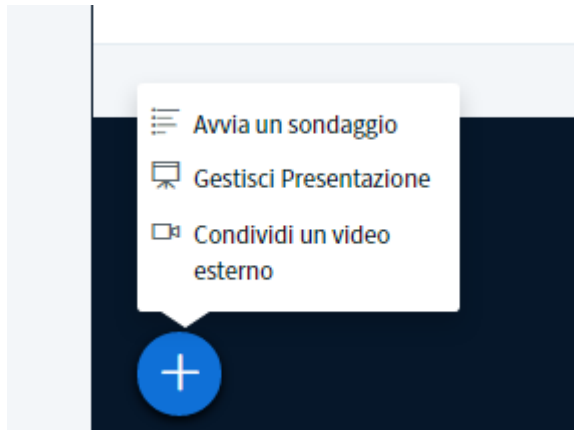 Avvia un sondaggio
Gestisci Presentazione
Condividi un video
esterno